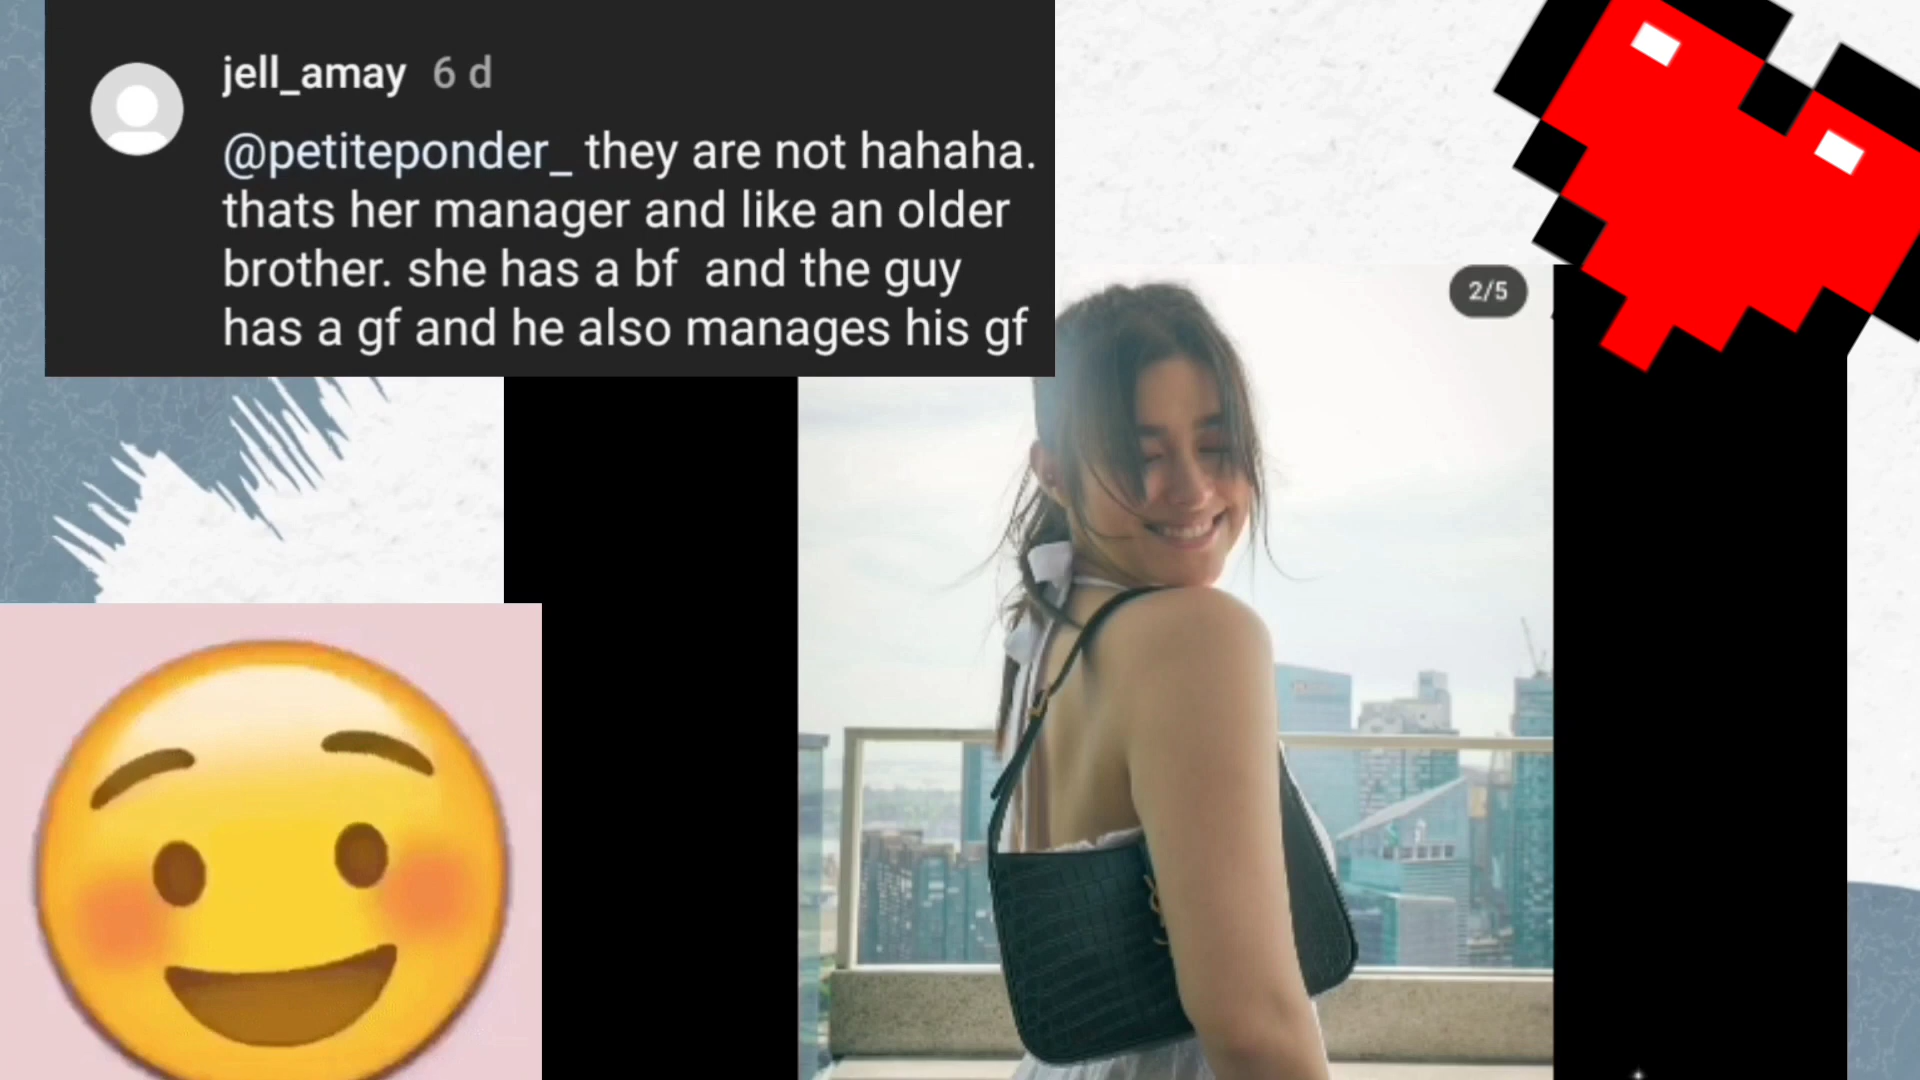 jell_amay 6 d
@petiteponder_ they are not hahaha.
thats her manager and like an older
brother. she has a bf  and the guy
has a gf and he also manages his gf
2/5